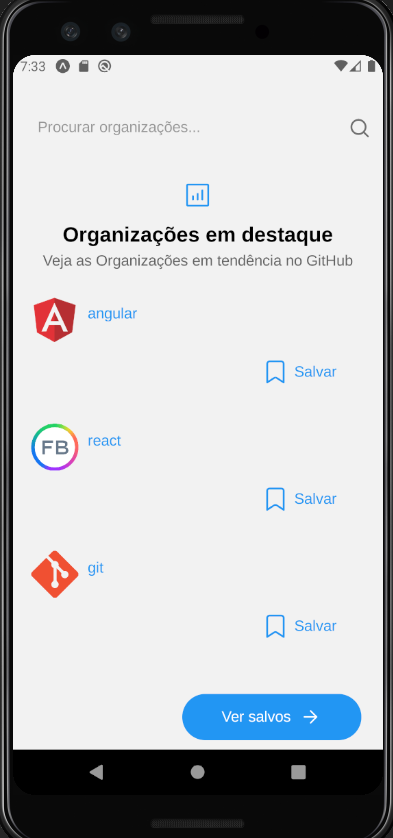 7:33
Procurar organizações...
Organizações em destaque
Veja as Organizações em tendência no GitHub
A
angular
Salvar
FB
react
Salvar
git
Salvar
Ver salvos